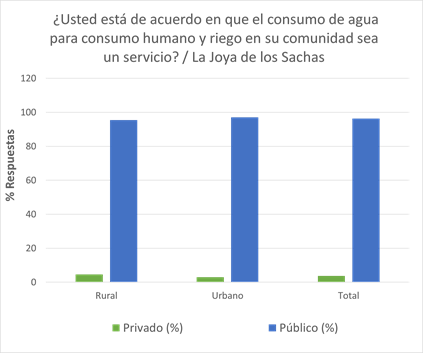 ¿Usted está de acuerdo en que el consumo de agua
para consumo humano y riego en su comunidad sea
un servicio? / La Joya de los Sachas
120
100
80
60
40
20
0
% Respuestas
Rural
Urbano
Total
Privado (%)
Público (%)